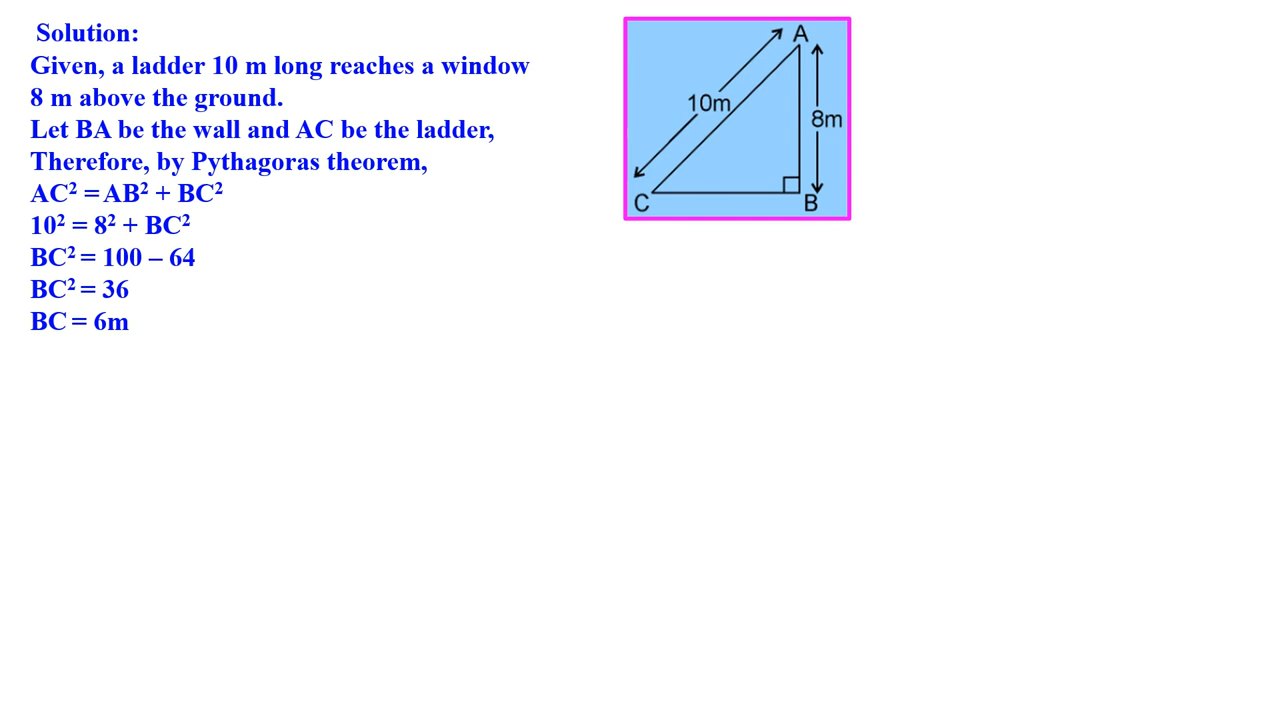 Solution:
Given, a ladder 10 m long reaches a window
8 m above the ground.
Let BA be the wall and AC be the ladder,
Therefore, by Pythagoras theorem,
AC² = AB² + BC²
10² = 8² + BC²
BC² = 100 – 64
BC² = 36
BC = 6m
A
10m
8m
C
B